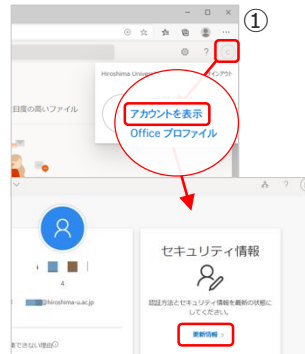 ①
Hiroshima Univers
サインアウト
アカウントを表示
Office プロファイル
目度の高いファイル
セキュリティ情報
認証方法とセキュリティ情報を最新の状態に
してください。
更新情報 >
@hiroshima-u.ac.jp
できない理由